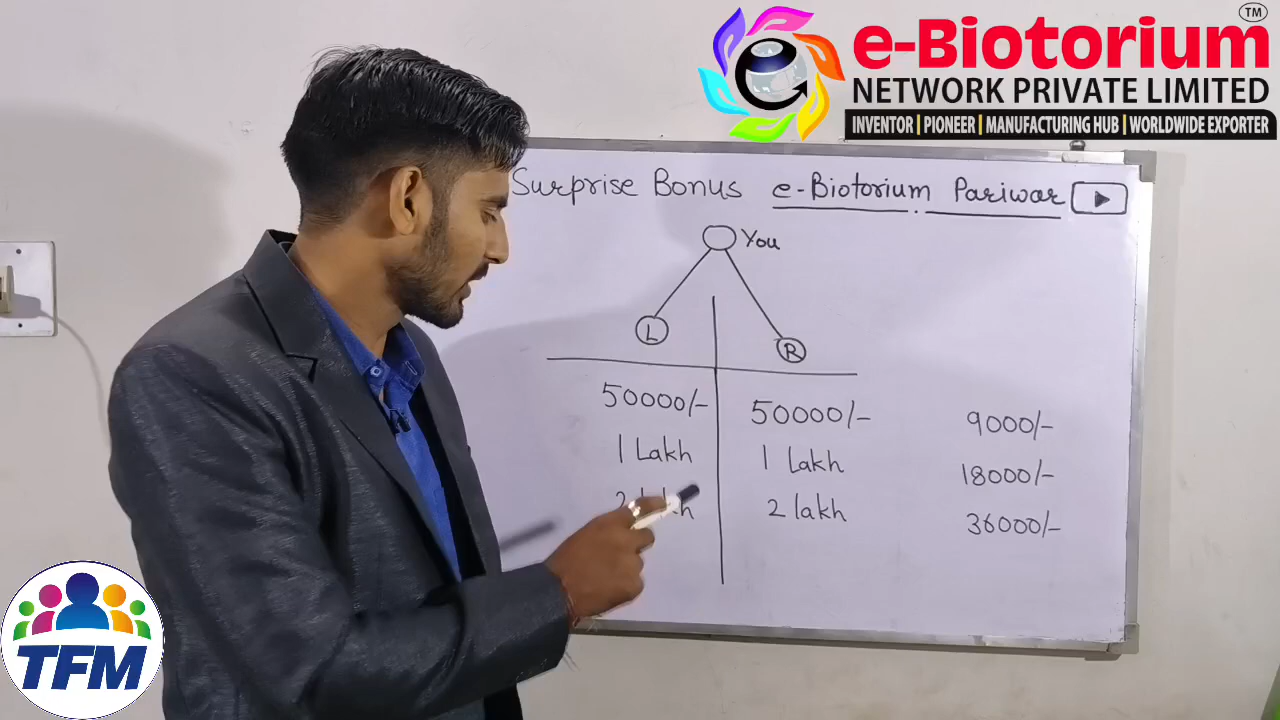 TM
e-Biotorium
NETWORK PRIVATE LIMITED
INVENTOR | PIONEER | MANUFACTURING HUB | WORLDWIDE EXPORTER
Surprise Bonus e-Biotorium Pariwar
You
L
R
50000/- 50000/- 9000/-
1 Lakh 1 Lakh 18000/-
2 lakh 2 lakh 36000/-
TFM